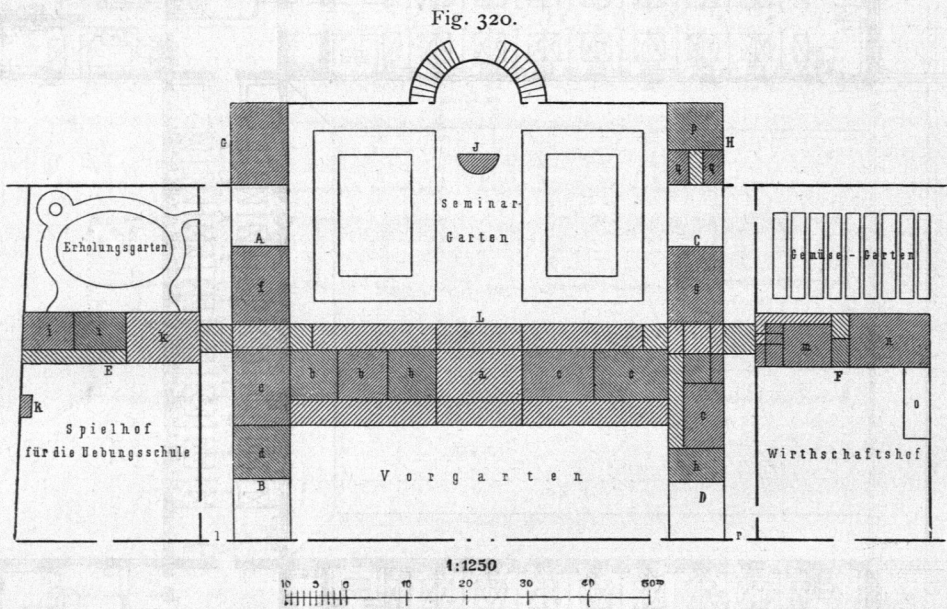 Fig. 320.
G
J
p
H
q q
Seminar-
Garten
Erholungsgarten
A
C
Gemüse-Garten
f
g
L
i i k
m n
E
c
b b b a c c
c
F
k
o
Spielhof
für die Uebungsschule
d
h
Wirthschaftshof
B
Vorgarten
D
l
r
1:1250
10 5 0 10 20 30 40 50m